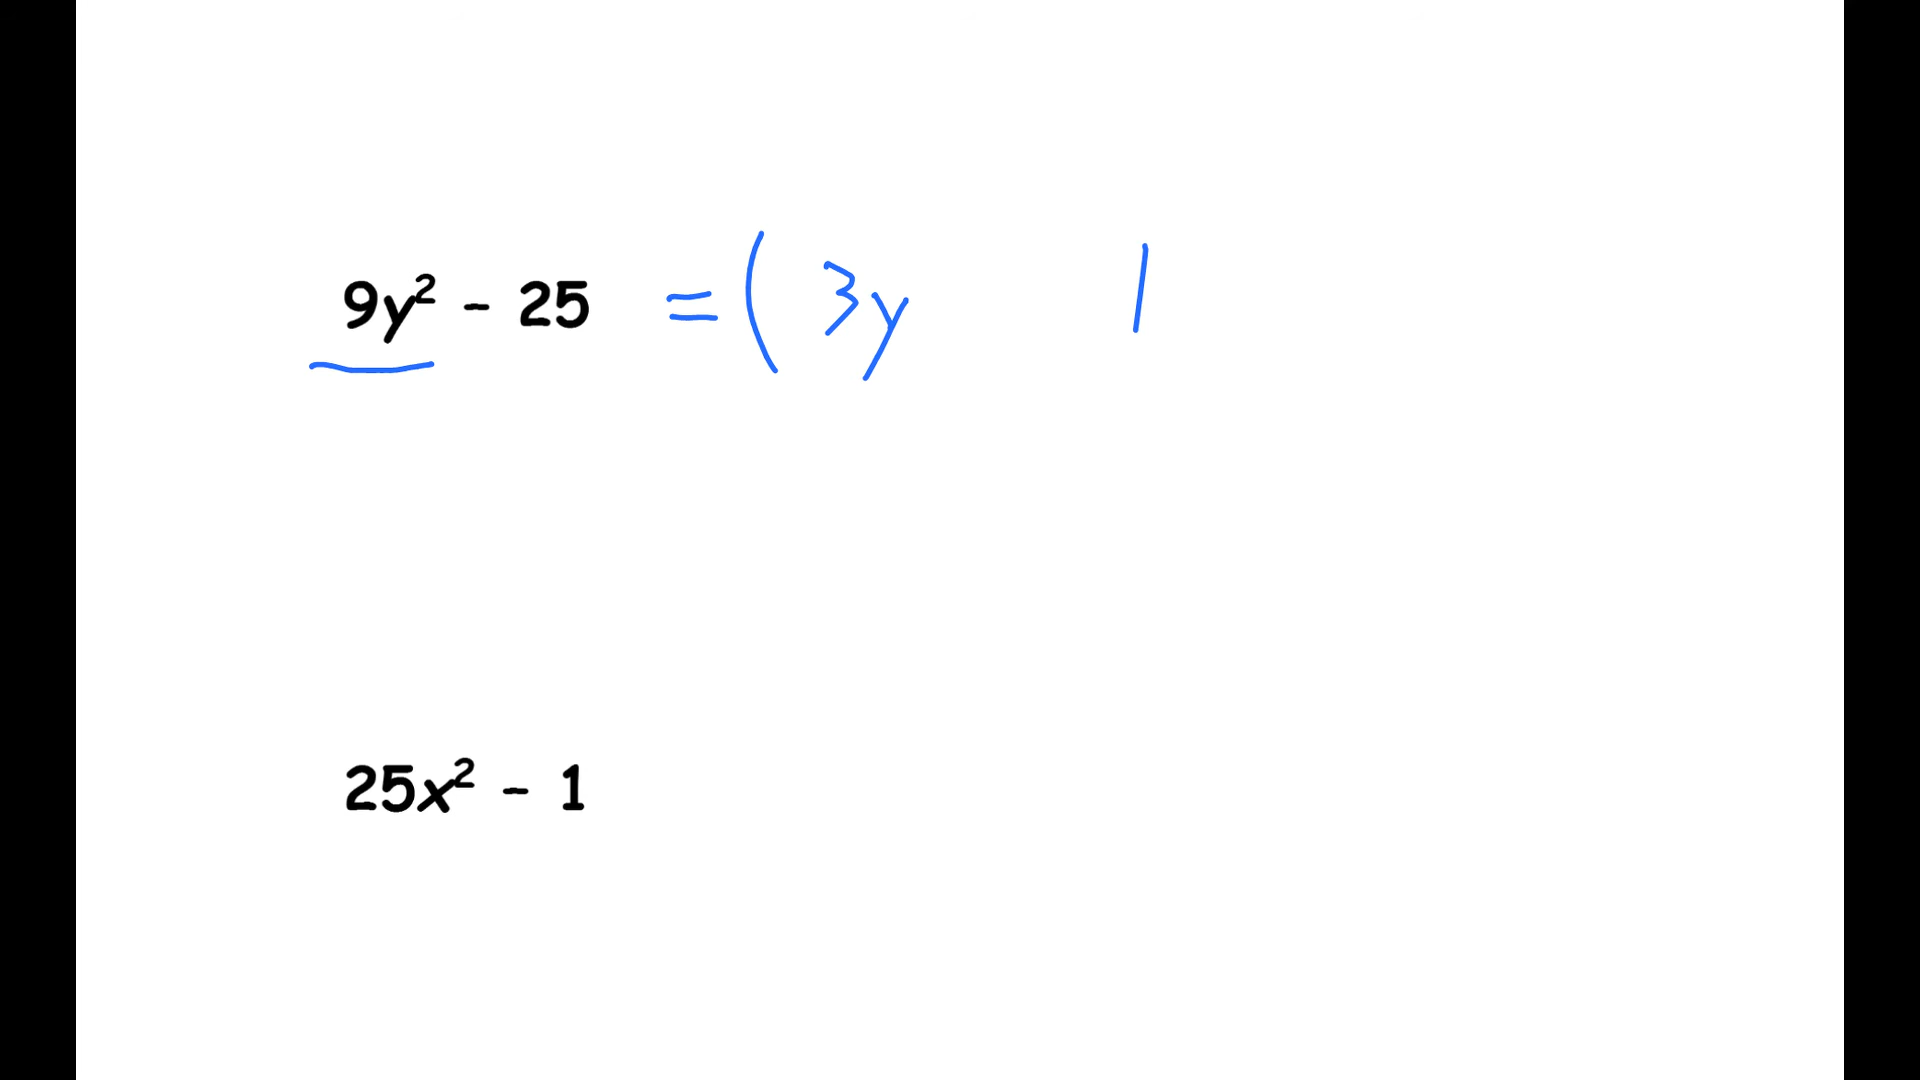 9y² - 25 = ( 3y
25x² - 1